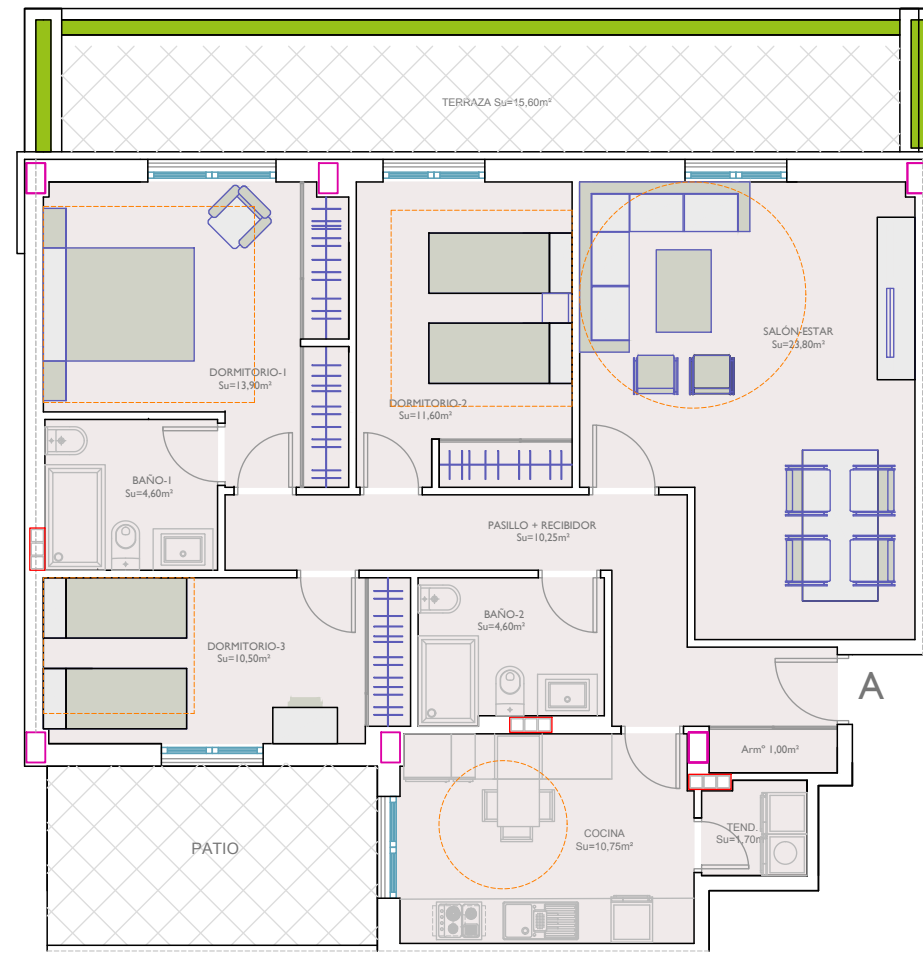 TERRAZA Su=15,60m²
DORMITORIO-1
Su=13,90m²
DORMITORIO-2
Su=11,60m²
SALÓN-ESTAR
Su=23,80m²
BAÑO-1
Su=4,60m²
PASILLO + RECIBIDOR
Su=10,25m²
BAÑO-2
Su=4,60m²
DORMITORIO-3
Su=10,50m²
A
Armº 1,00m²
PATIO
COCINA
Su=10,75m²
TEND.
Su=1,70m²